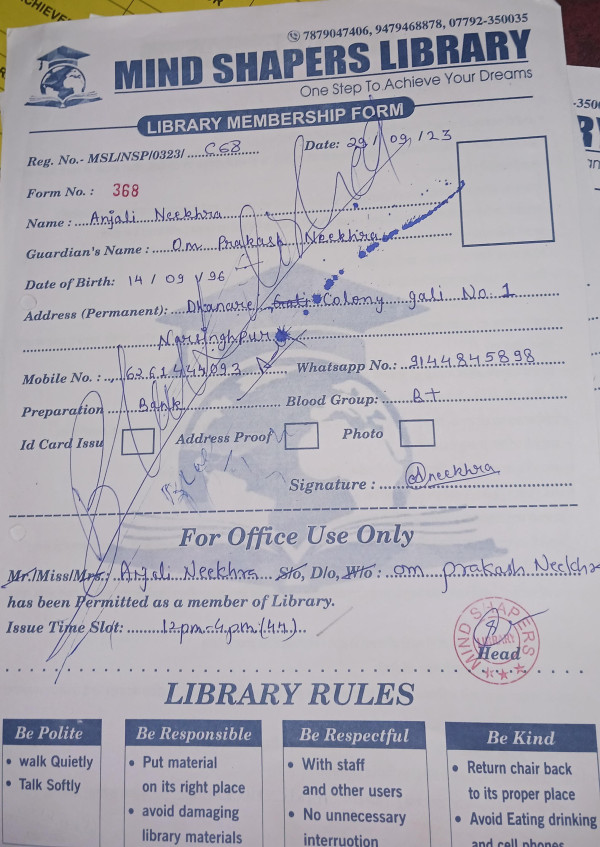 7879047406, 9479468878, 07792-350035
MIND SHAPERS LIBRARY
One Step To Achieve Your Dreams
LIBRARY MEMBERSHIP FORM
Reg. No.- MSL/NSP/0323/ C68 Date: 29 / 09 / 23
Form No. : 368
Name : Anjali Neekhra
Guardian's Name : Om Prakash Neekhra
Date of Birth: 14 / 09 / 96
Address (Permanent): Dhanare Colony gali No. 1
Narsinghpur
Mobile No. : 6261444093 Whatsapp No.: 9144845898
Preparation Bank Blood Group: B+
Id Card Issu Address Proof Photo
Signature : Aneekhra
For Office Use Only
Mr./Miss/Mrs.: Anjali Neekhra S/o, D/o, W/o : om prakash Neekhra
has been Permitted as a member of Library.
Issue Time Slot: 12pm-4pm (4H)
MIND SHAPERS
LIBRARY
Head
LIBRARY RULES
Be Polite Be Responsible Be Respectful Be Kind
• walk Quietly • Put material • With staff • Return chair back
• Talk Softly on its right place and other users to its proper place
• avoid damaging • No unnecessary • Avoid Eating drinking
library materials interruption and cell phones